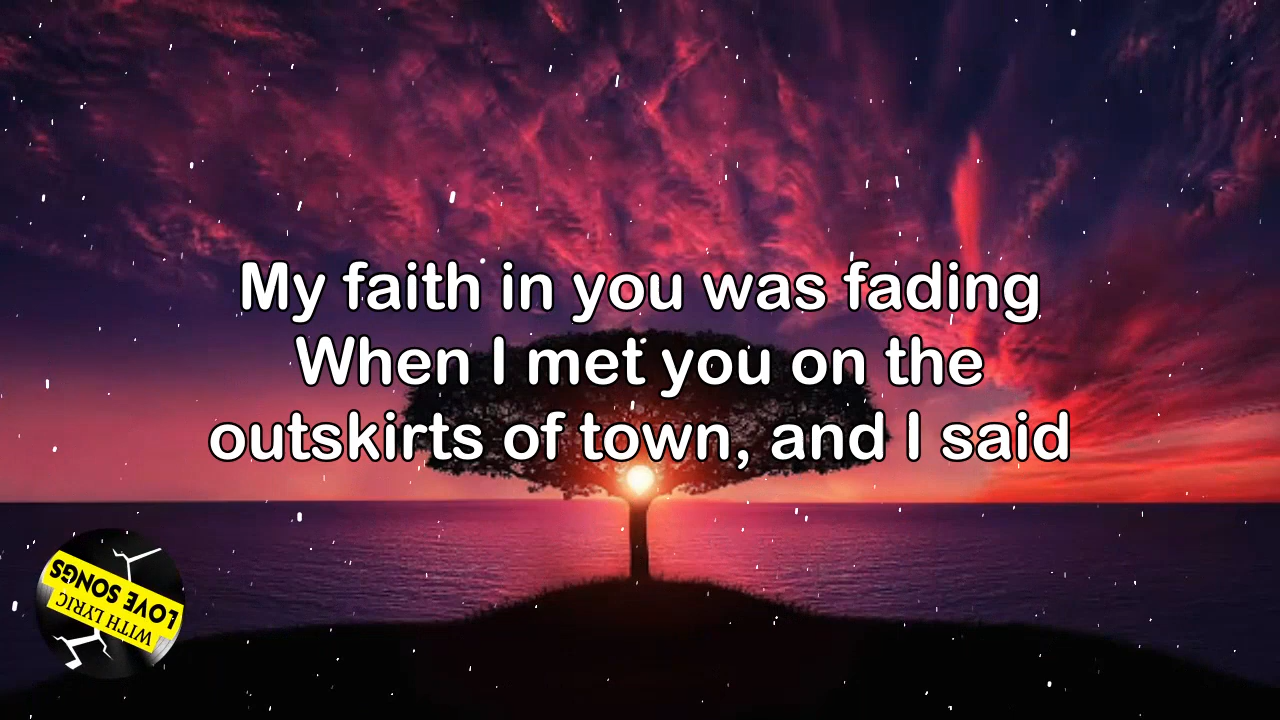 My faith in you was fading
When I met you on the
outskirts of town, and I said
LOVE SONGS
WITH LYRIC